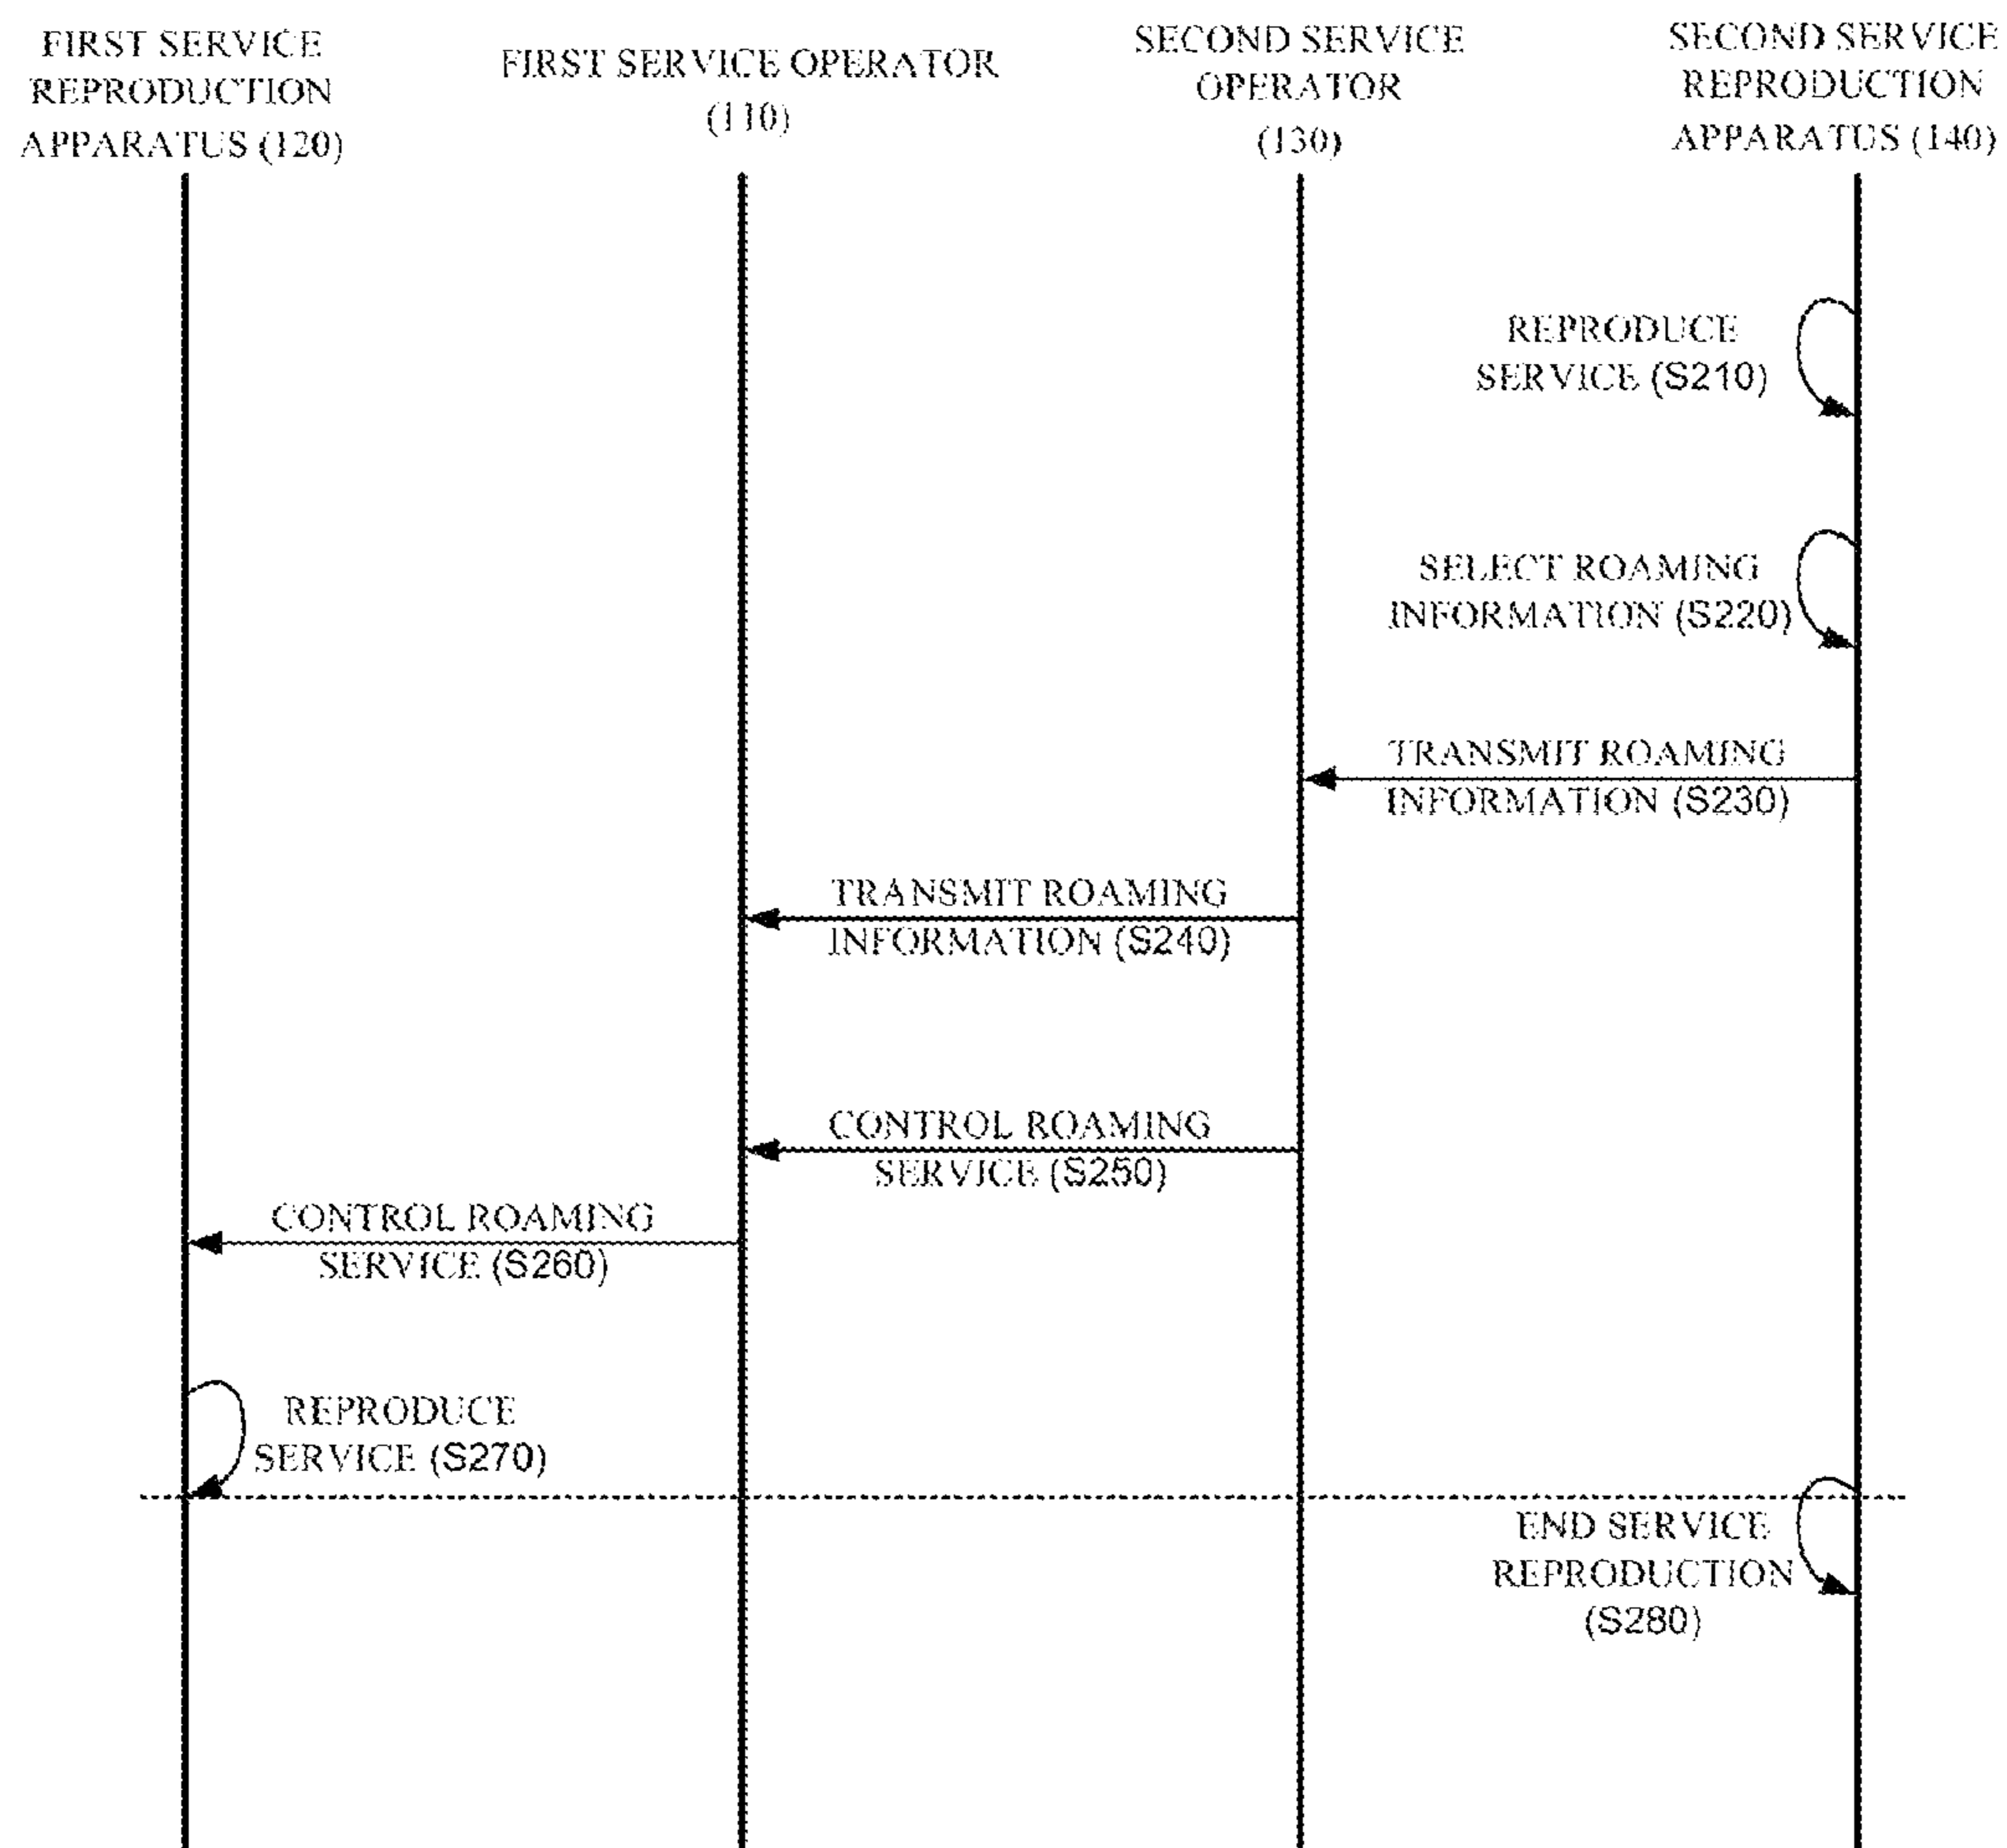 FIRST SERVICE
REPRODUCTION
APPARATUS (120)
FIRST SERVICE OPERATOR
(110)
SECOND SERVICE
OPERATOR
(130)
SECOND SERVICE
REPRODUCTION
APPARATUS (140)
REPRODUCE
SERVICE (S210)
SELECT ROAMING
INFORMATION (S220)
TRANSMIT ROAMING
INFORMATION (S230)
TRANSMIT ROAMING
INFORMATION (S240)
CONTROL ROAMING
SERVICE (S250)
CONTROL ROAMING
SERVICE (S260)
REPRODUCE
SERVICE (S270)
END SERVICE
REPRODUCTION
(S280)